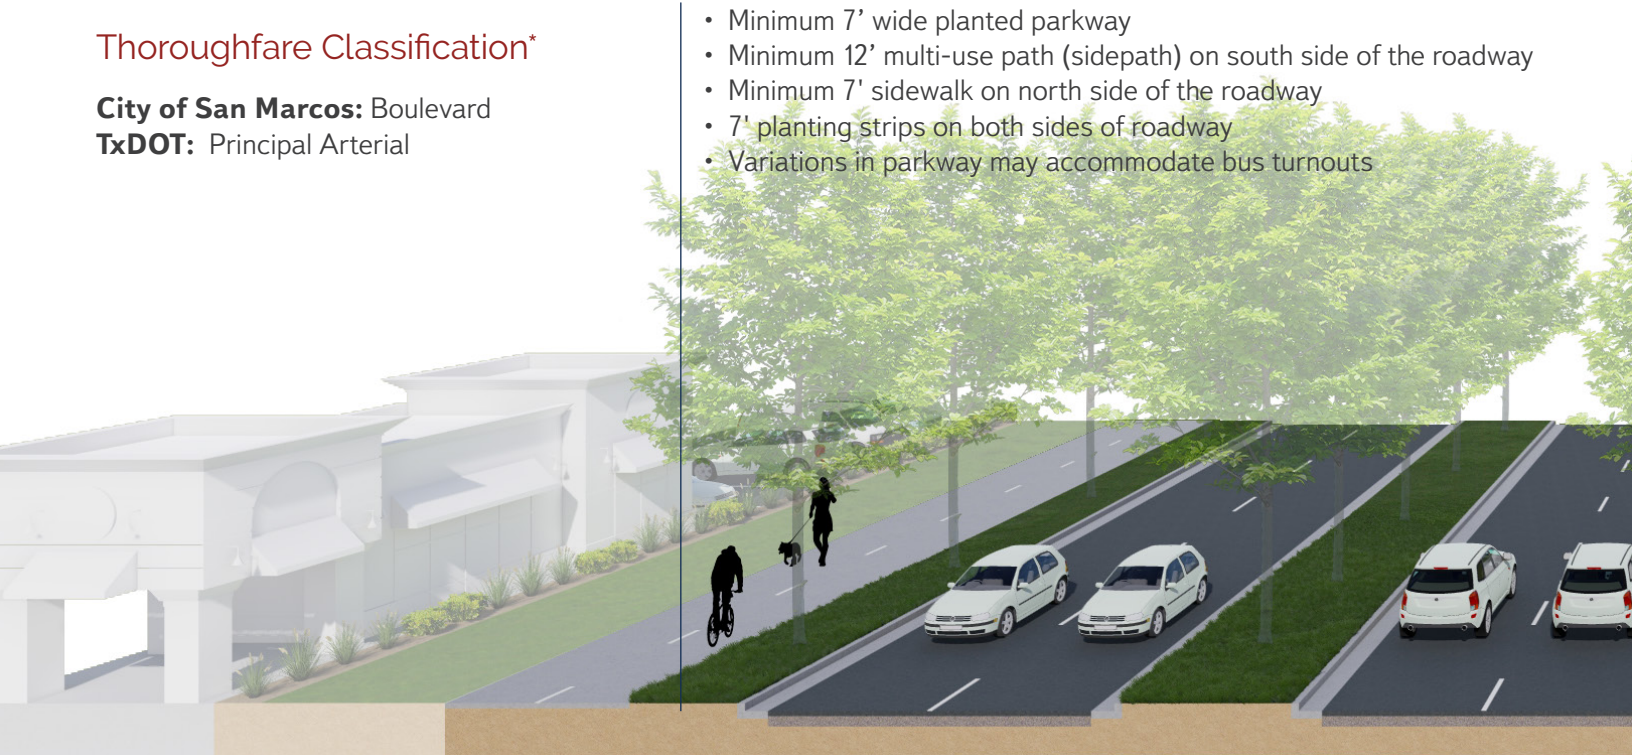 Thoroughfare Classification*
City of San Marcos: Boulevard
TxDOT: Principal Arterial
• Minimum 7’ wide planted parkway
• Minimum 12’ multi-use path (sidepath) on south side of the roadway
• Minimum 7' sidewalk on north side of the roadway
• 7' planting strips on both sides of roadway
• Variations in parkway may accommodate bus turnouts